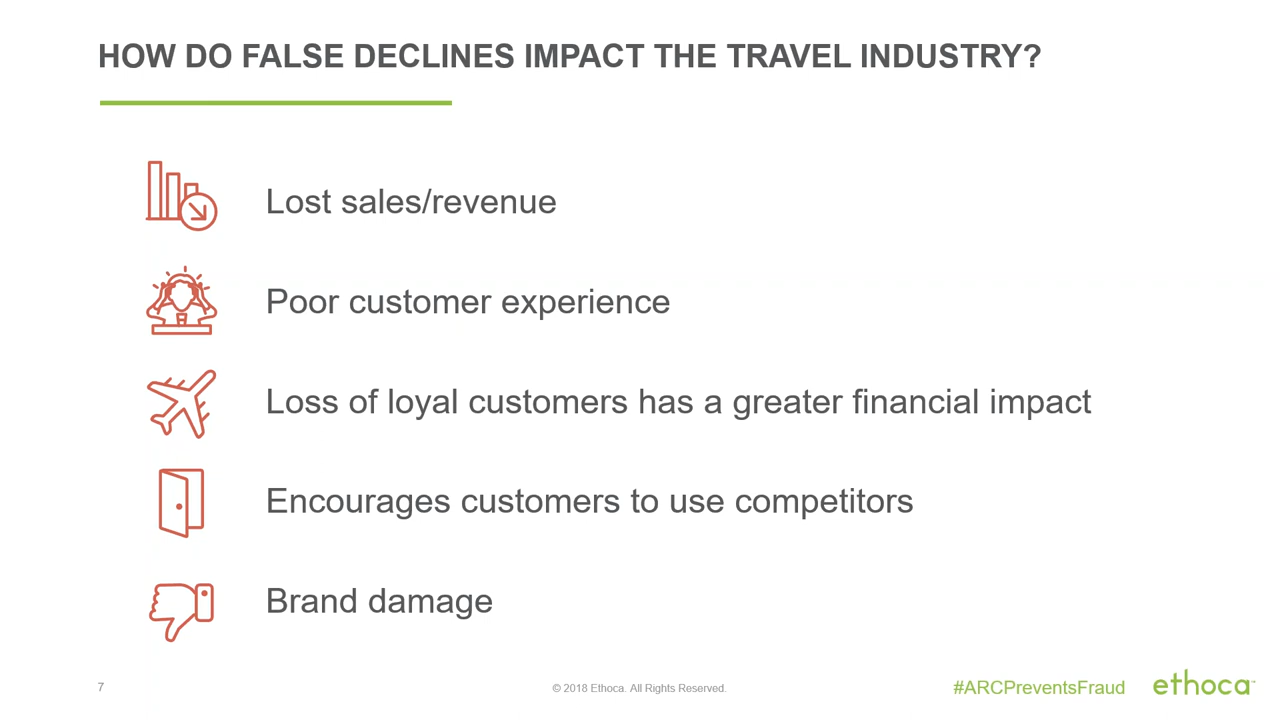 HOW DO FALSE DECLINES IMPACT THE TRAVEL INDUSTRY?
Lost sales/revenue
Poor customer experience
Loss of loyal customers has a greater financial impact
Encourages customers to use competitors
Brand damage
7
© 2018 Ethoca. All Rights Reserved.
#ARCPreventsFraud
ethoca™